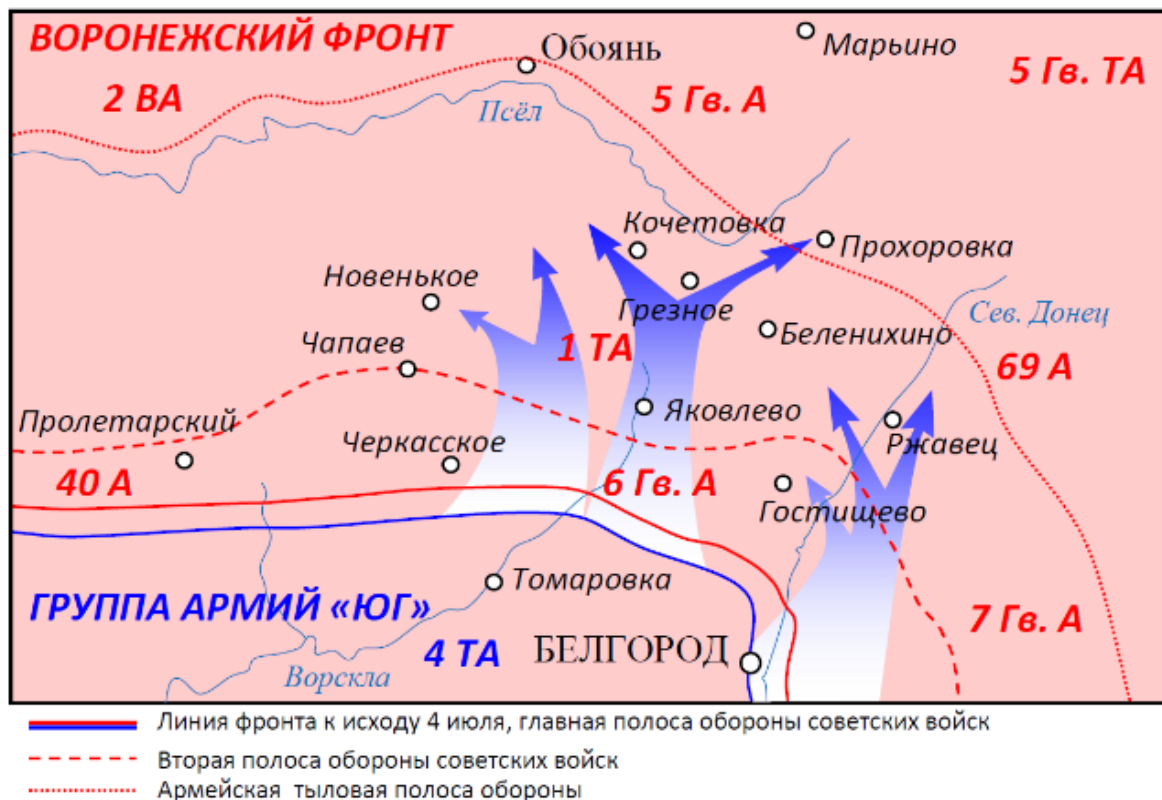 ВОРОНЕЖСКИЙ ФРОНТ
Обоянь
Марьино
2 ВА
5 Гв. А
5 Гв. ТА
Псёл
Кочетовка
Прохоровка
Новенькое
Грезное
Сев. Донец
Беленихино
Чапаев
1 ТА
69 А
Пролетарский
Яковлево
Черкасское
Ржавец
40 А
6 Гв. А
Гостищево
Томаровка
ГРУППА АРМИЙ «ЮГ»
7 Гв. А
4 ТА
БЕЛГОРОД
Ворскла
Линия фронта к исходу 4 июля, главная полоса обороны советских войск
Вторая полоса обороны советских войск
Армейская тыловая полоса обороны